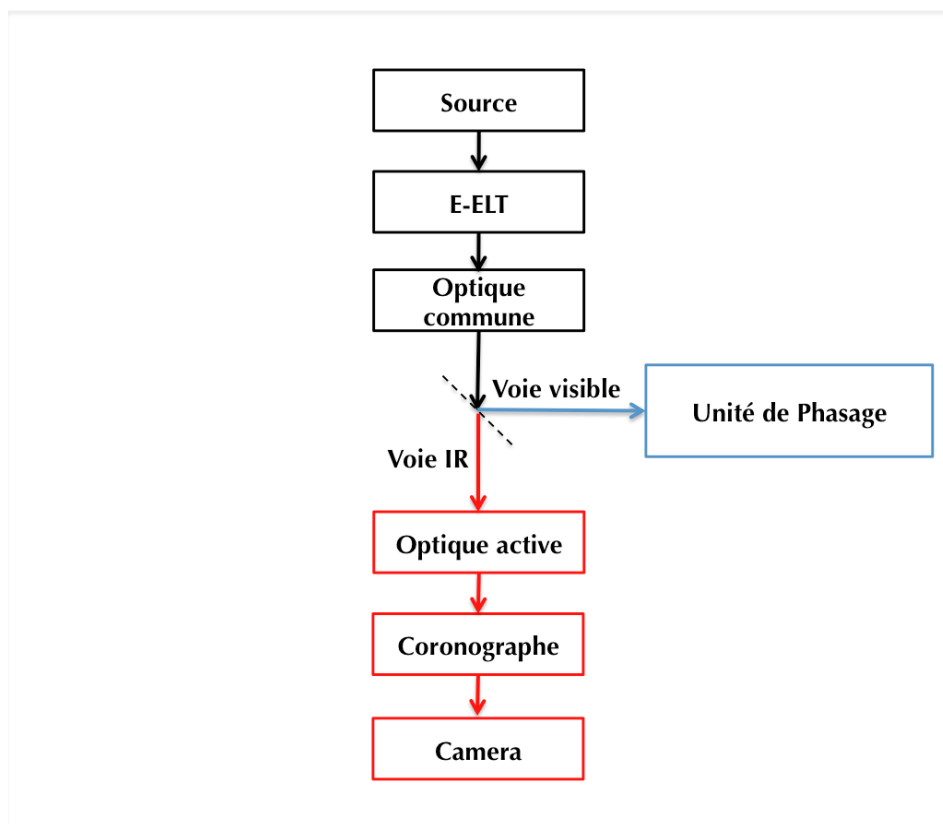 Source
E-ELT
Optique
commune
Voie visible
Unité de Phasage
Voie IR
Optique active
Coronographe
Camera